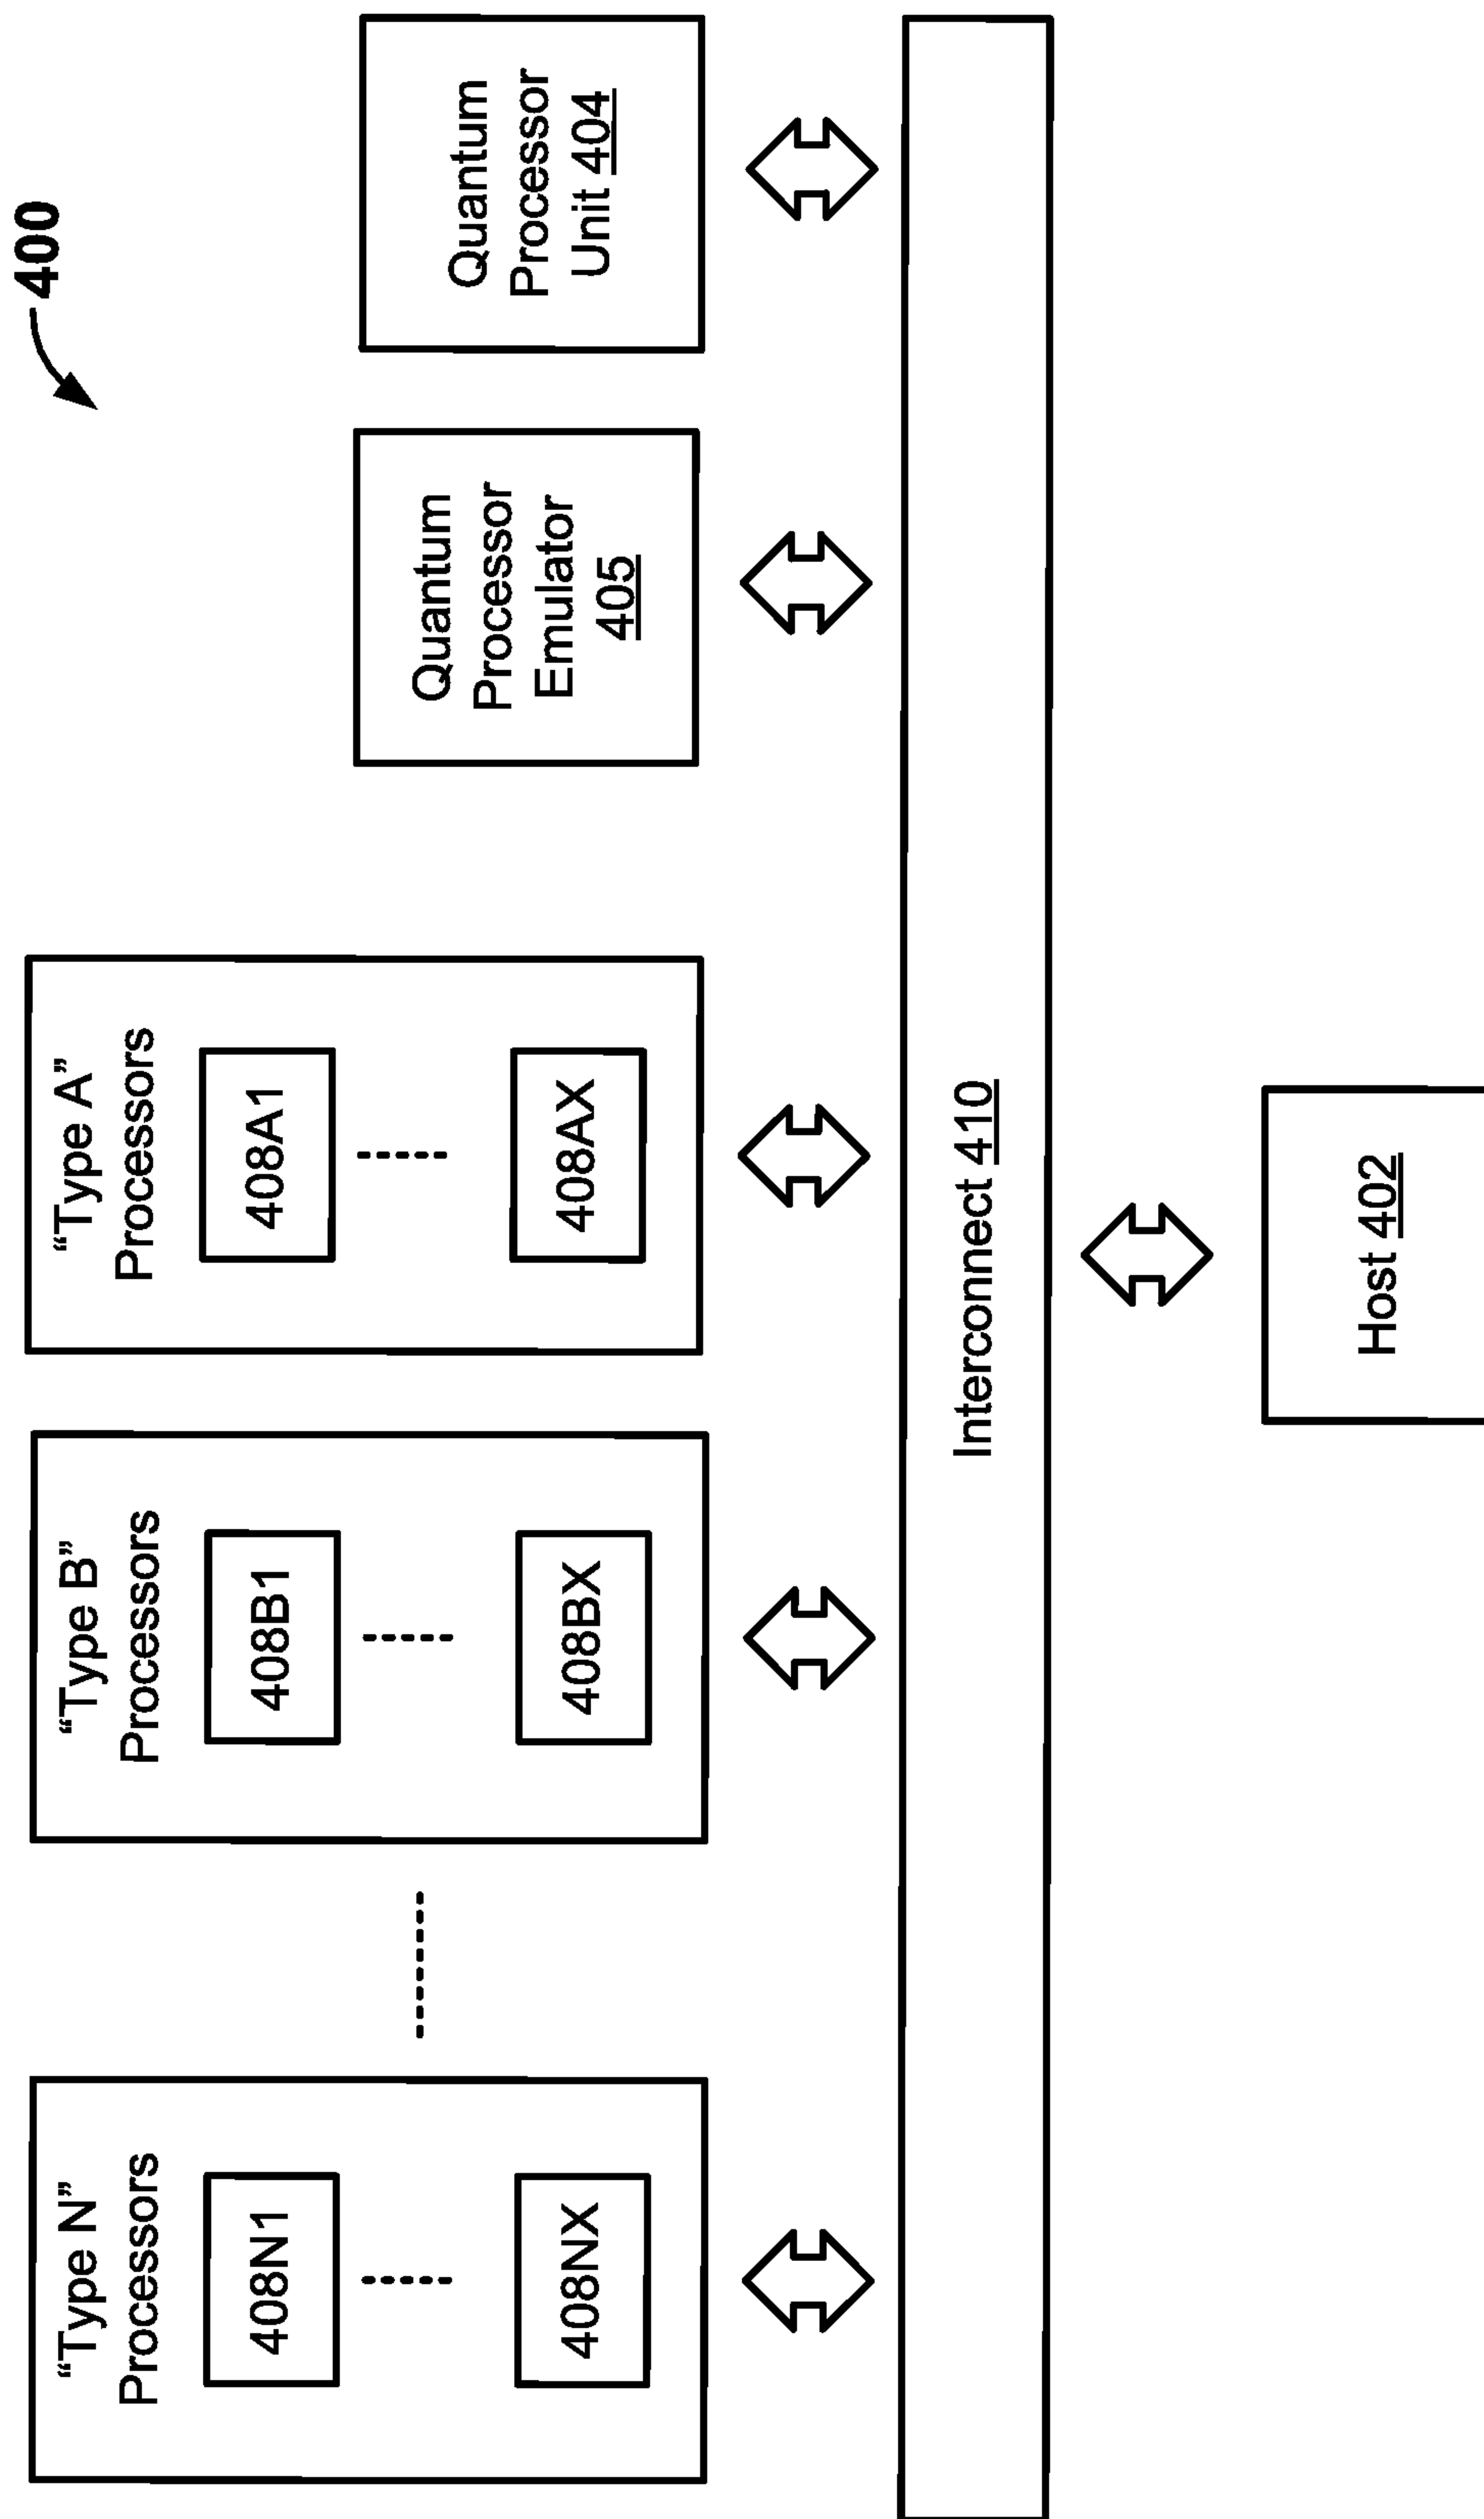 400
“Type N”
Processors
408N1
408NX
“Type B”
Processors
408B1
408BX
“Type A”
Processors
408A1
408AX
Quantum
Processor
Emulator
405
Quantum
Processor
Unit 404
Interconnect 410
Host 402